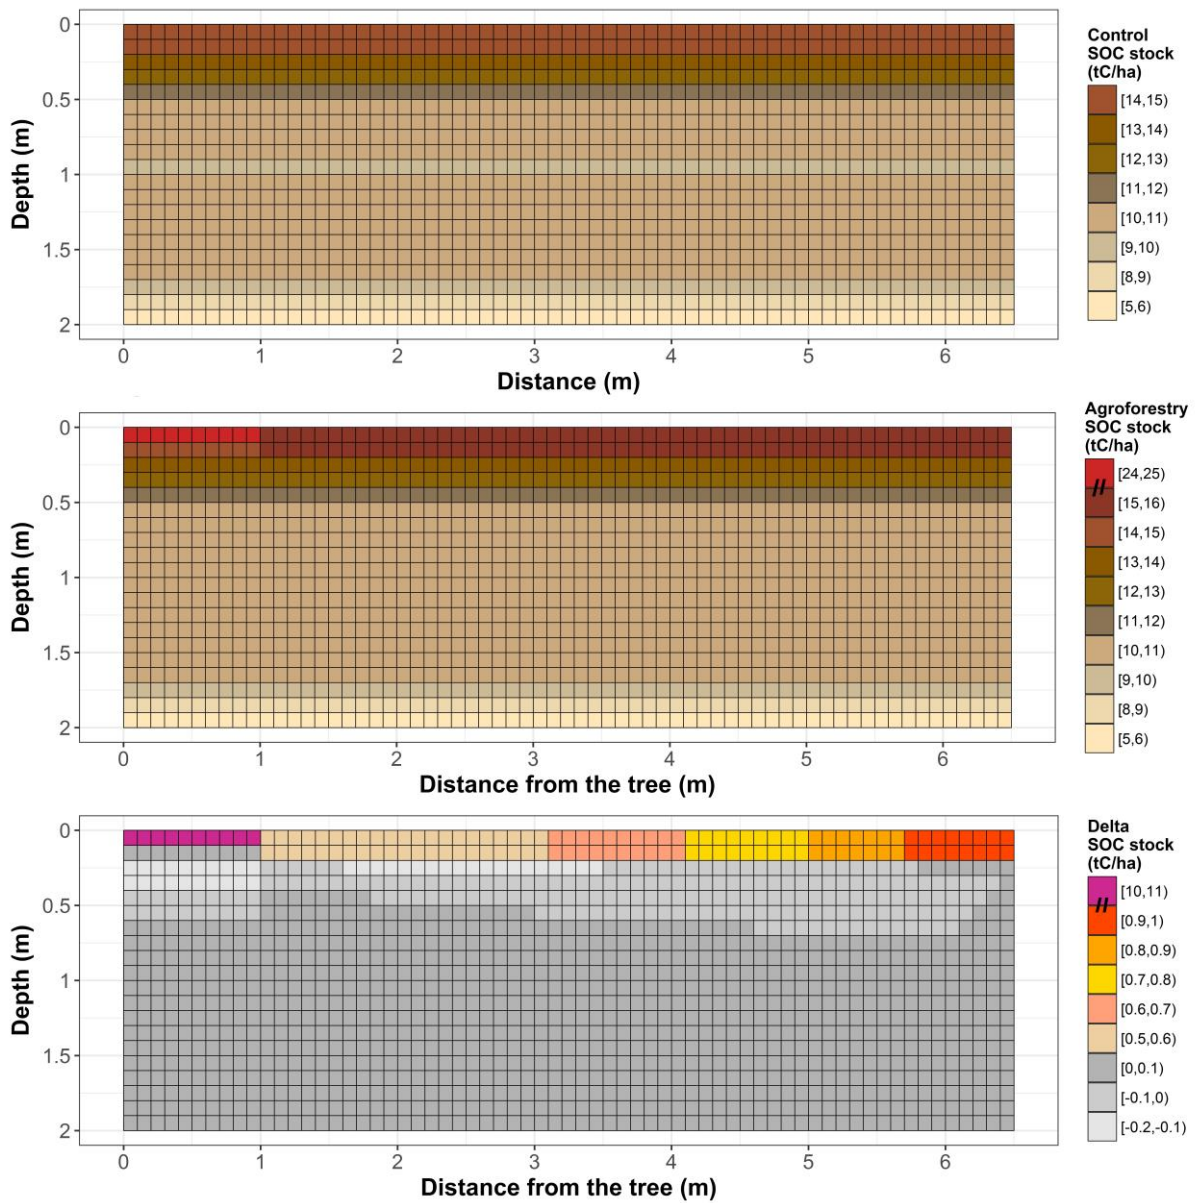 Control
SOC stock
(tC/ha)
[14,15)
[13,14)
[12,13)
[11,12)
[10,11)
[9,10)
[8,9)
[5,6)
Depth (m)
0
0.5
1
1.5
2
0 1 2 3 4 5 6
Distance (m)
Agroforestry
SOC stock
(tC/ha)
[24,25)
//
[15,16)
[14,15)
[13,14)
[12,13)
[11,12)
[10,11)
[9,10)
[8,9)
[5,6)
Depth (m)
0
0.5
1
1.5
2
0 1 2 3 4 5 6
Distance from the tree (m)
Delta
SOC stock
(tC/ha)
[10,11)
//
[0.9,1)
[0.8,0.9)
[0.7,0.8)
[0.6,0.7)
[0.5,0.6)
[0,0.1)
[-0.1,0)
[-0.2,-0.1)
Depth (m)
0
0.5
1
1.5
2
0 1 2 3 4 5 6
Distance from the tree (m)